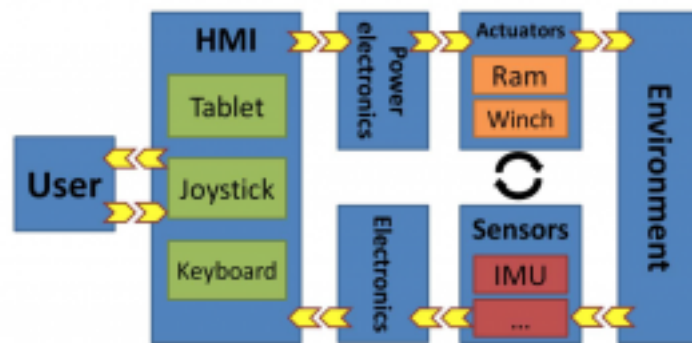 User
HMI
Tablet
Joystick
Keyboard
Power
electronics
Actuators
Ram
Winch
Electronics
Sensors
IMU
...
Environment